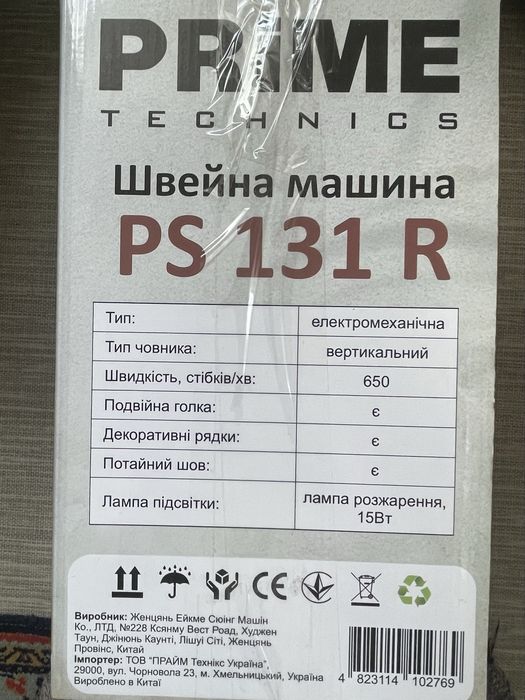 PRIME
TECHNICS
Швейна машина
PS 131 R
Тип: електромеханічна
Тип човника: вертикальний
Швидкість, стібків/хв: 650
Подвійна голка: є
Декоративні рядки: є
Потайний шов: є
Лампа підсвітки: лампа розжарення, 15Вт
CE
Виробник: Женцянь Ейкме Сюінг Машін
Ко., ЛТД, №228 Ксянму Вест Роад, Худжен
Таун, Джінюнь Каунті, Лішуі Сіті, Женцянь
Провінс, Китай
Імпортер: ТОВ "ПРАЙМ Технікс Україна"
29000, вул. Чорновола 23, м. Хмельницький, Україна
Вироблено в Китаї
4 823114 102769